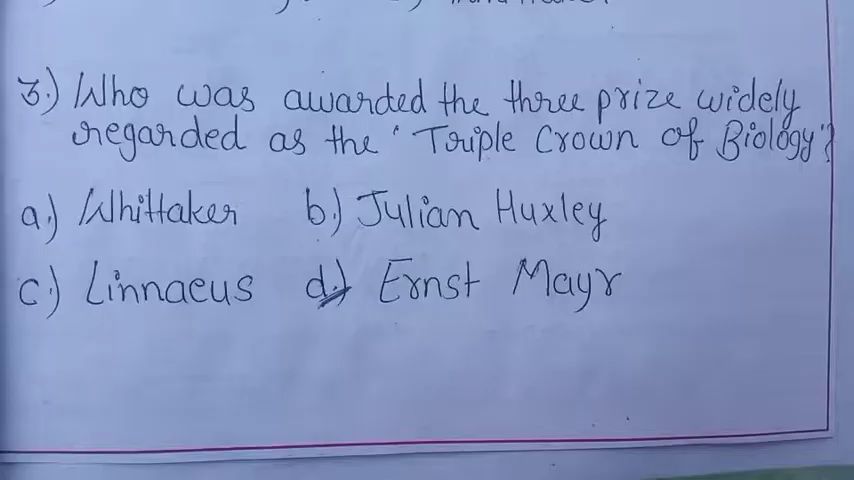 3.) Who was awarded the three prize widely
regarded as the 'Triple Crown of Biology'?
a.) Whittaker b.) Julian Huxley
c.) Linnaeus d.) Ernst Mayr